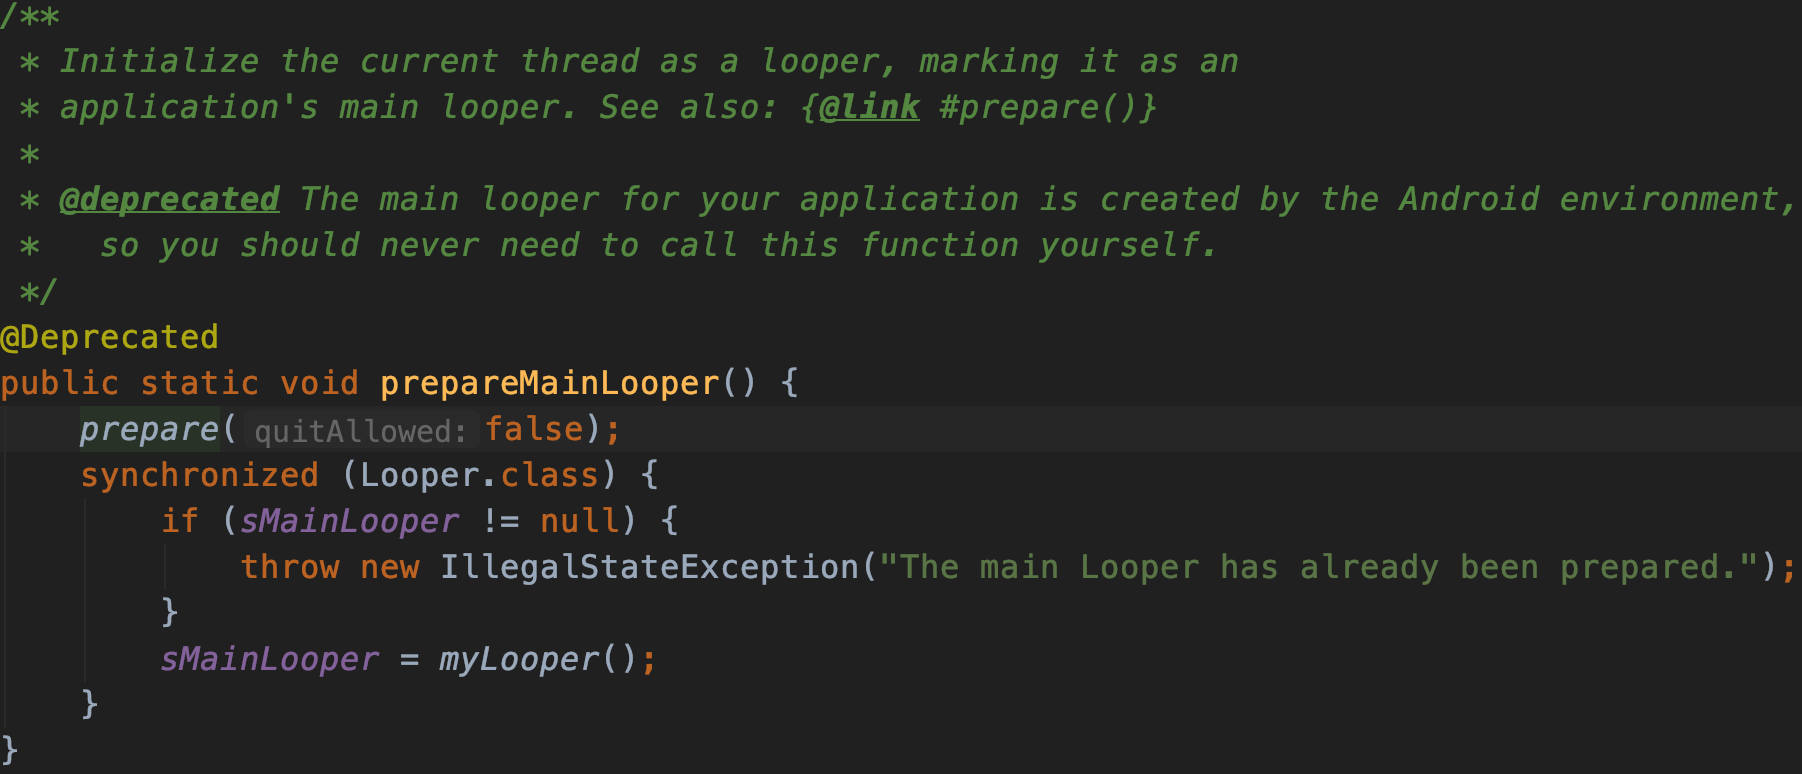 /**
 * Initialize the current thread as a looper, marking it as an
 * application's main looper. See also: {@link #prepare()}
 *
 * @deprecated The main looper for your application is created by the Android environment,
 *   so you should never need to call this function yourself.
 */
@Deprecated
public static void prepareMainLooper() {
    prepare( quitAllowed: false);
    synchronized (Looper.class) {
        if (sMainLooper != null) {
            throw new IllegalStateException("The main Looper has already been prepared.");
        }
        sMainLooper = myLooper();
    }
}